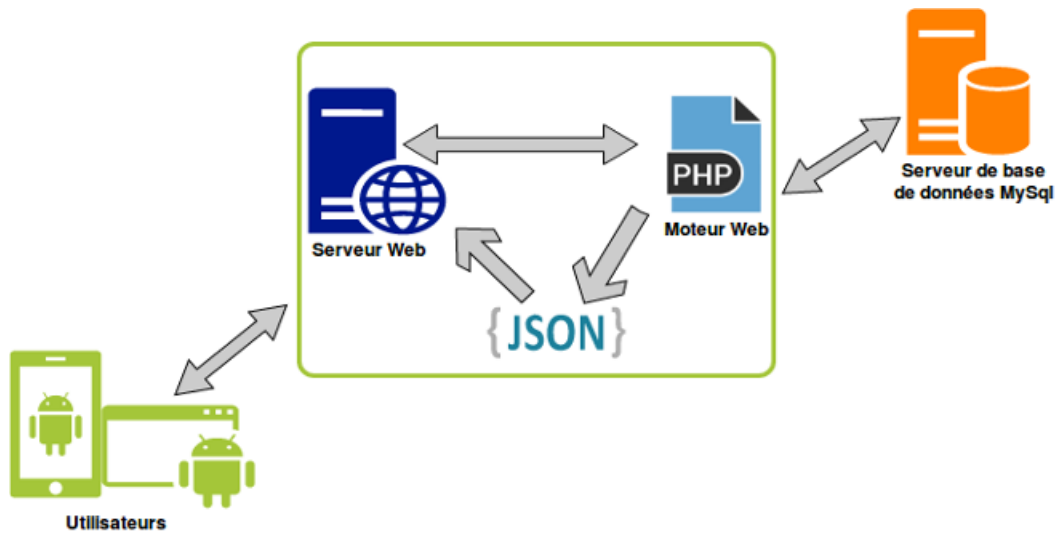 PHP
Serveur de base
de données MySql
Moteur Web
Serveur Web
{JSON}
Utilisateurs